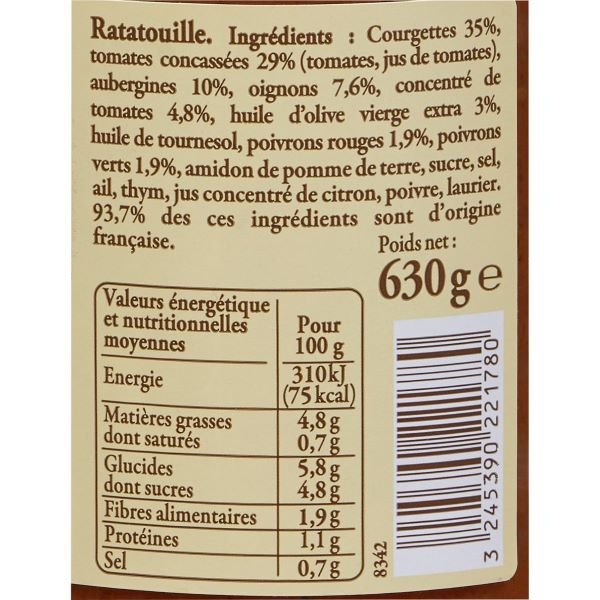 Ratatouille. Ingrédients : Courgettes 35%,
tomates concassées 29% (tomates, jus de tomates),
aubergines 10%, oignons 7,6%, concentré de
tomates 4,8%, huile d'olive vierge extra 3%,
huile de tournesol, poivrons rouges 1,9%, poivrons
verts 1,9%, amidon de pomme de terre, sucre, sel,
ail, thym, jus concentré de citron, poivre, laurier.
93,7% des ces ingrédients sont d'origine
française.
Poids net :
630g e
Valeurs énergétique
et nutritionnelles
moyennes
Pour
100 g
Energie
310kJ
(75 kcal)
Matières grasses 4,8g
dont saturés 0,7g
Glucides 5,8g
dont sucres 4,8g
Fibres alimentaires 1,9g
Protéines 1,1g
Sel 0,7g
8342
3 245390 221780